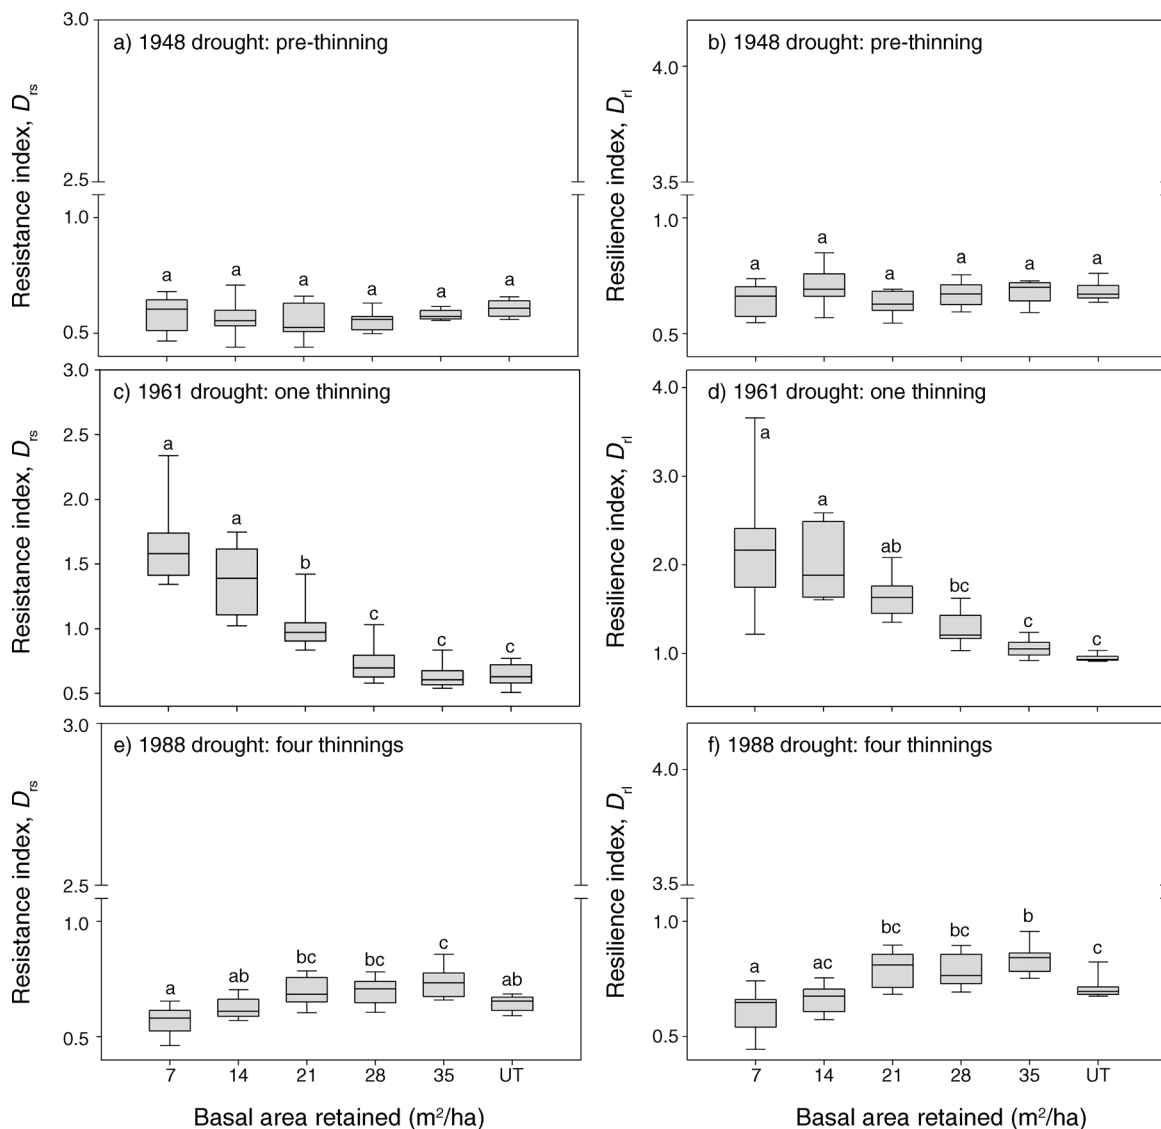 a) 1948 drought: pre-thinning
Resistance index, Drs
3.0
2.5
1.0
0.5
a a a a a a
b) 1948 drought: pre-thinning
Resilience index, Drl
4.0
3.5
1.0
0.5
a a a a a a
c) 1961 drought: one thinning
Resistance index, Drs
3.0
2.5
2.0
1.5
1.0
0.5
a a b c c c
d) 1961 drought: one thinning
Resilience index, Drl
4.0
3.0
2.0
1.0
a a ab bc c c
e) 1988 drought: four thinnings
Resistance index, Drs
3.0
2.5
1.0
0.5
a ab bc bc c ab
7 14 21 28 35 UT
Basal area retained (m²/ha)
f) 1988 drought: four thinnings
Resilience index, Drl
4.0
3.5
1.0
0.5
a ac bc bc b c
7 14 21 28 35 UT
Basal area retained (m²/ha)